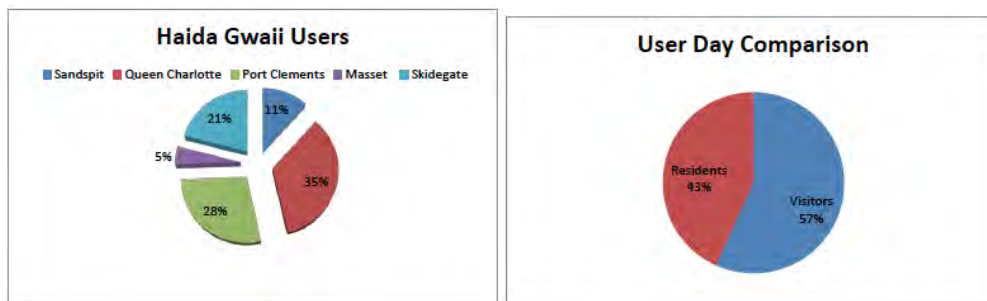 Haida Gwaii Users
Sandspit Queen Charlotte Port Clements Masset Skidegate
11%
21%
5%
35%
28%
User Day Comparison
Residents
43%
Visitors
57%